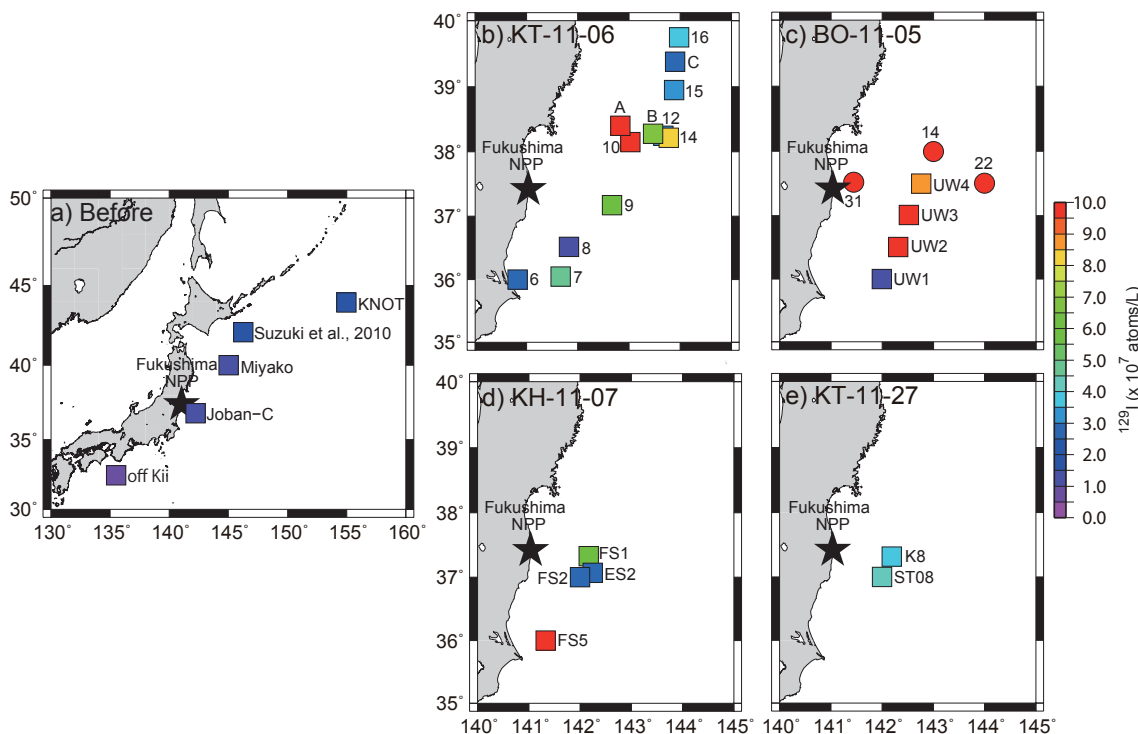 a) Before
50˚
45˚
40˚
35˚
30˚
130˚
135˚
140˚
145˚
150˚
155˚
160˚
KNOT
Suzuki et al., 2010
Miyako
Fukushima
NPP
Joban−C
off Kii
b) KT-11-06
40˚
39˚
38˚
37˚
36˚
35˚
16
C
15
A
B
12
10
14
Fukushima
NPP
9
8
6
7
c) BO-11-05
14
22
Fukushima
NPP
31
UW4
UW3
UW2
UW1
d) KH-11-07
40˚
39˚
38˚
37˚
36˚
35˚
140˚
141˚
142˚
143˚
144˚
145˚
Fukushima
NPP
FS1
FS2
ES2
FS5
e) KT-11-27
140˚
141˚
142˚
143˚
144˚
145˚
Fukushima
NPP
K8
ST08
10.0
9.0
8.0
7.0
6.0
5.0
4.0
3.0
2.0
1.0
0.0
129I (x 107 atoms/L)